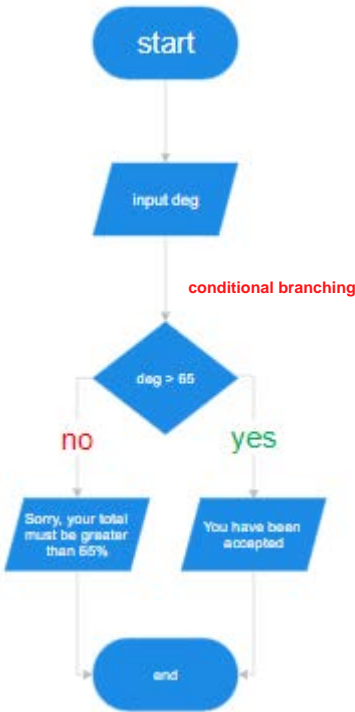 start
input deg
conditional branching
deg > 65
no
yes
Sorry, your total
must be greater
than 65%
You have been
accepted
end